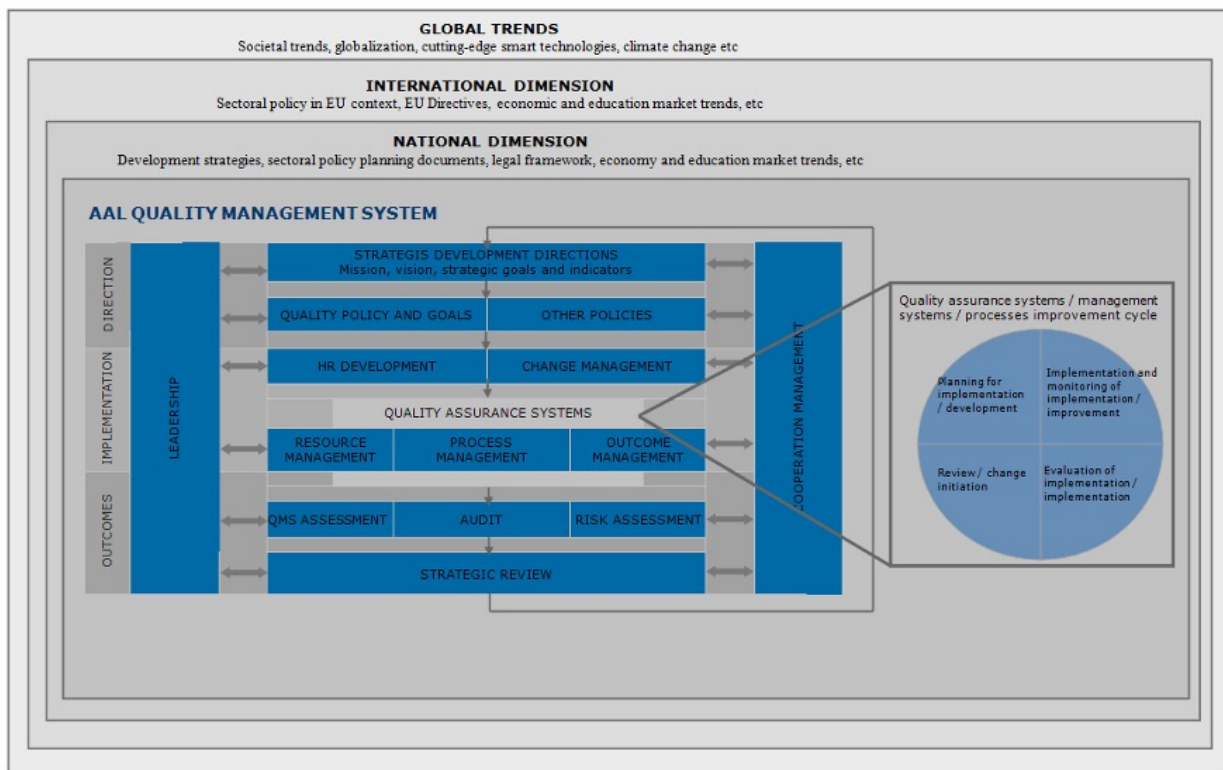 GLOBAL TRENDS
Societal trends, globalization, cutting-edge smart technologies, climate change etc
INTERNATIONAL DIMENSION
Sectoral policy in EU context, EU Directives, economic and education market trends, etc
NATIONAL DIMENSION
Development strategies, sectoral policy planning documents, legal framework, economy and education market trends, etc
AAL QUALITY MANAGEMENT SYSTEM
DIRECTION
IMPLEMENTATION
OUTCOMES
LEADERSHIP
STRATEGIS DEVELOPMENT DIRECTIONS
Mission, vision, strategic goals and indicators
QUALITY POLICY AND GOALS
OTHER POLICIES
HR DEVELOPMENT
CHANGE MANAGEMENT
QUALITY ASSURANCE SYSTEMS
RESOURCE
MANAGEMENT
PROCESS
MANAGEMENT
OUTCOME
MANAGEMENT
QMS ASSESSMENT
AUDIT
RISK ASSESSMENT
STRATEGIC REVIEW
COOPERATION MANAGEMENT
Quality assurance systems / management
systems / processes improvement cycle
Planning for
implementation
/ development
Implementation and
monitoring of
implementation /
improvement
Review / change
initiation
Evaluation of
implementation /
implementation